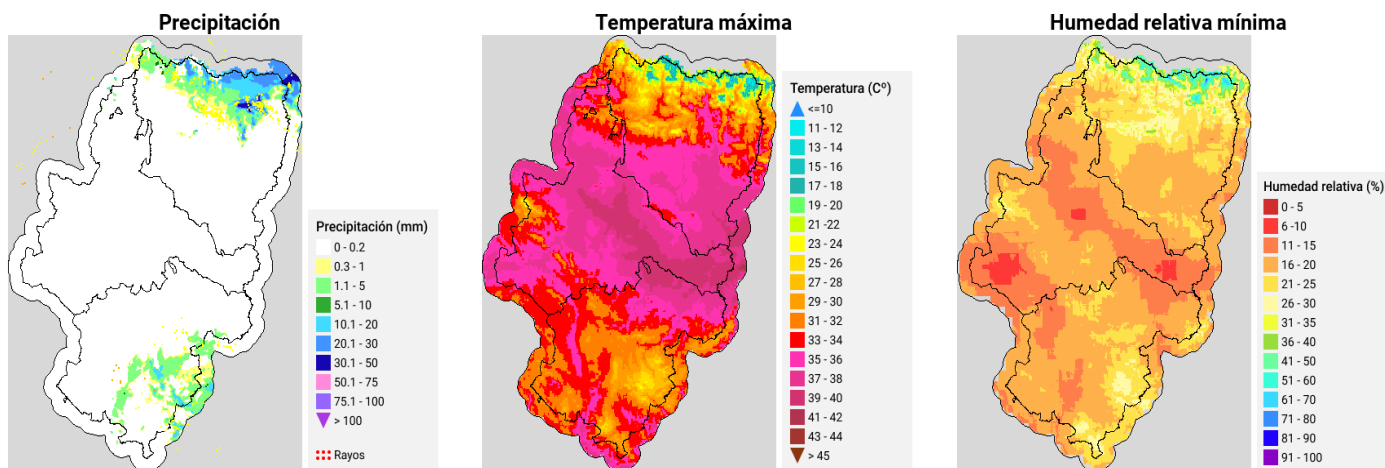 Precipitación
Precipitación (mm)
0 - 0.2
0.3 - 1
1.1 - 5
5.1 - 10
10.1 - 20
20.1 - 30
30.1 - 50
50.1 - 75
75.1 - 100
> 100
Rayos
Temperatura máxima
Temperatura (Cº)
<=10
11 - 12
13 - 14
15 - 16
17 - 18
19 - 20
21 -22
23 - 24
25 - 26
27 - 28
29 - 30
31 - 32
33 - 34
35 - 36
37 - 38
39 - 40
41 - 42
43 - 44
> 45
Humedad relativa mínima
Humedad relativa (%)
0 - 5
6 -10
11 - 15
16 - 20
21 - 25
26 - 30
31 - 35
36 - 40
41 - 50
51 - 60
61 - 70
71 - 80
81 - 90
91 - 100